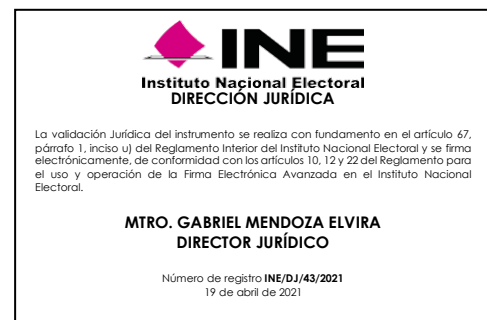 INE
Instituto Nacional Electoral
DIRECCIÓN JURÍDICA
La validación Jurídica del instrumento se realiza con fundamento en el artículo 67,
párrafo 1, inciso u) del Reglamento Interior del Instituto Nacional Electoral y se firma
electrónicamente, de conformidad con los artículos 10, 12 y 22 del Reglamento para
el uso y operación de la Firma Electrónica Avanzada en el Instituto Nacional
Electoral.
MTRO. GABRIEL MENDOZA ELVIRA
DIRECTOR JURÍDICO
Número de registro INE/DJ/43/2021
19 de abril de 2021